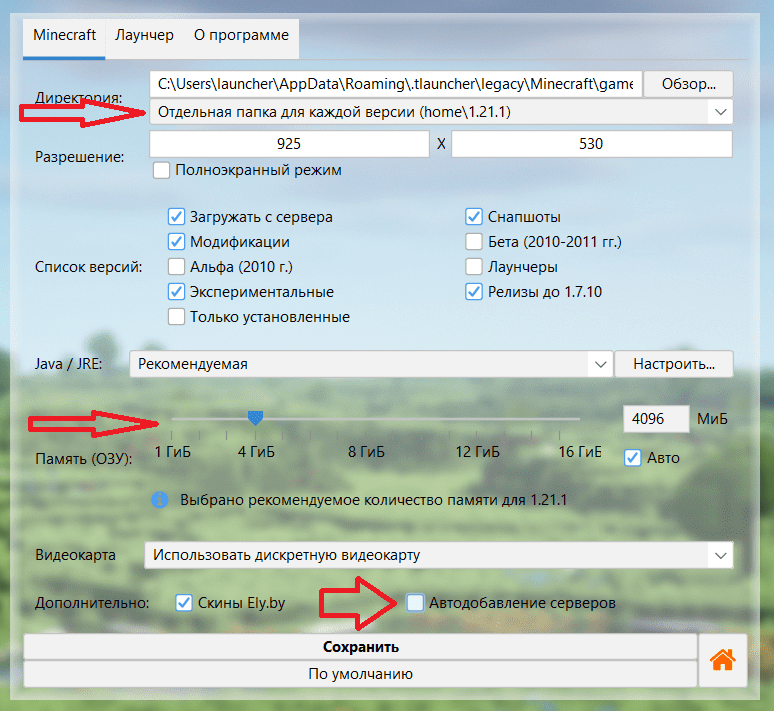 Minecraft Лаунчер О программе
Директория: C:\Users\launcher\AppData\Roaming\.tlauncher\legacy\Minecraft\game Обзор...
Отдельная папка для каждой версии (home\1.21.1)
Разрешение: 925 X 530
Полноэкранный режим
Загружать с сервера Снапшоты
Модификации Бета (2010-2011 гг.)
Список версий: Альфа (2010 г.) Лаунчеры
Экспериментальные Релизы до 1.7.10
Только установленные
Java / JRE: Рекомендуемая Настроить...
4096 МиБ
Память (ОЗУ): 1 ГиБ 4 ГиБ 8 ГиБ 12 ГиБ 16 ГиБ Авто
Выбрано рекомендуемое количество памяти для 1.21.1
Видеокарта Использовать дискретную видеокарту
Дополнительно: Скины Ely.by Автодобавление серверов
Сохранить
По умолчанию